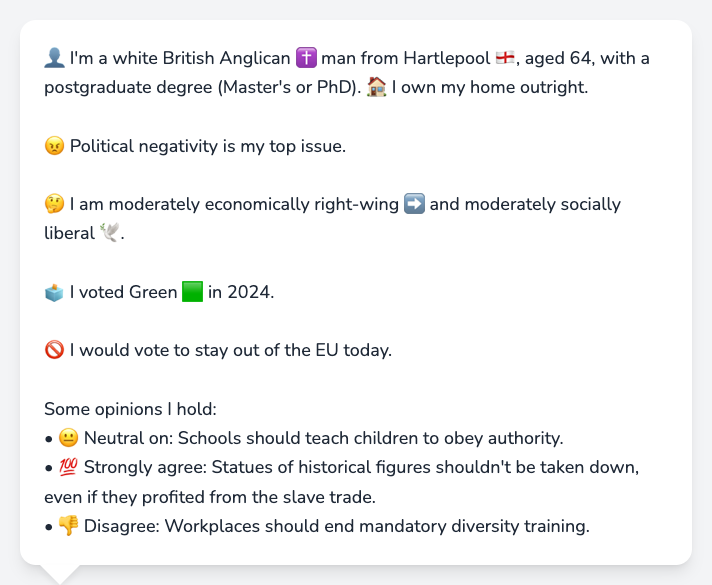 👤 I'm a white British Anglican ✝️ man from Hartlepool 🏴󠁧󠁢󠁥󠁮󠁧󠁿, aged 64, with a
postgraduate degree (Master's or PhD). 🏠 I own my home outright.
😠 Political negativity is my top issue.
🤔 I am moderately economically right-wing ➡️ and moderately socially
liberal 🕊️.
🗳️ I voted Green 🟩 in 2024.
🚫 I would vote to stay out of the EU today.
Some opinions I hold:
• 😐 Neutral on: Schools should teach children to obey authority.
• 💯 Strongly agree: Statues of historical figures shouldn't be taken down,
even if they profited from the slave trade.
• 👎 Disagree: Workplaces should end mandatory diversity training.